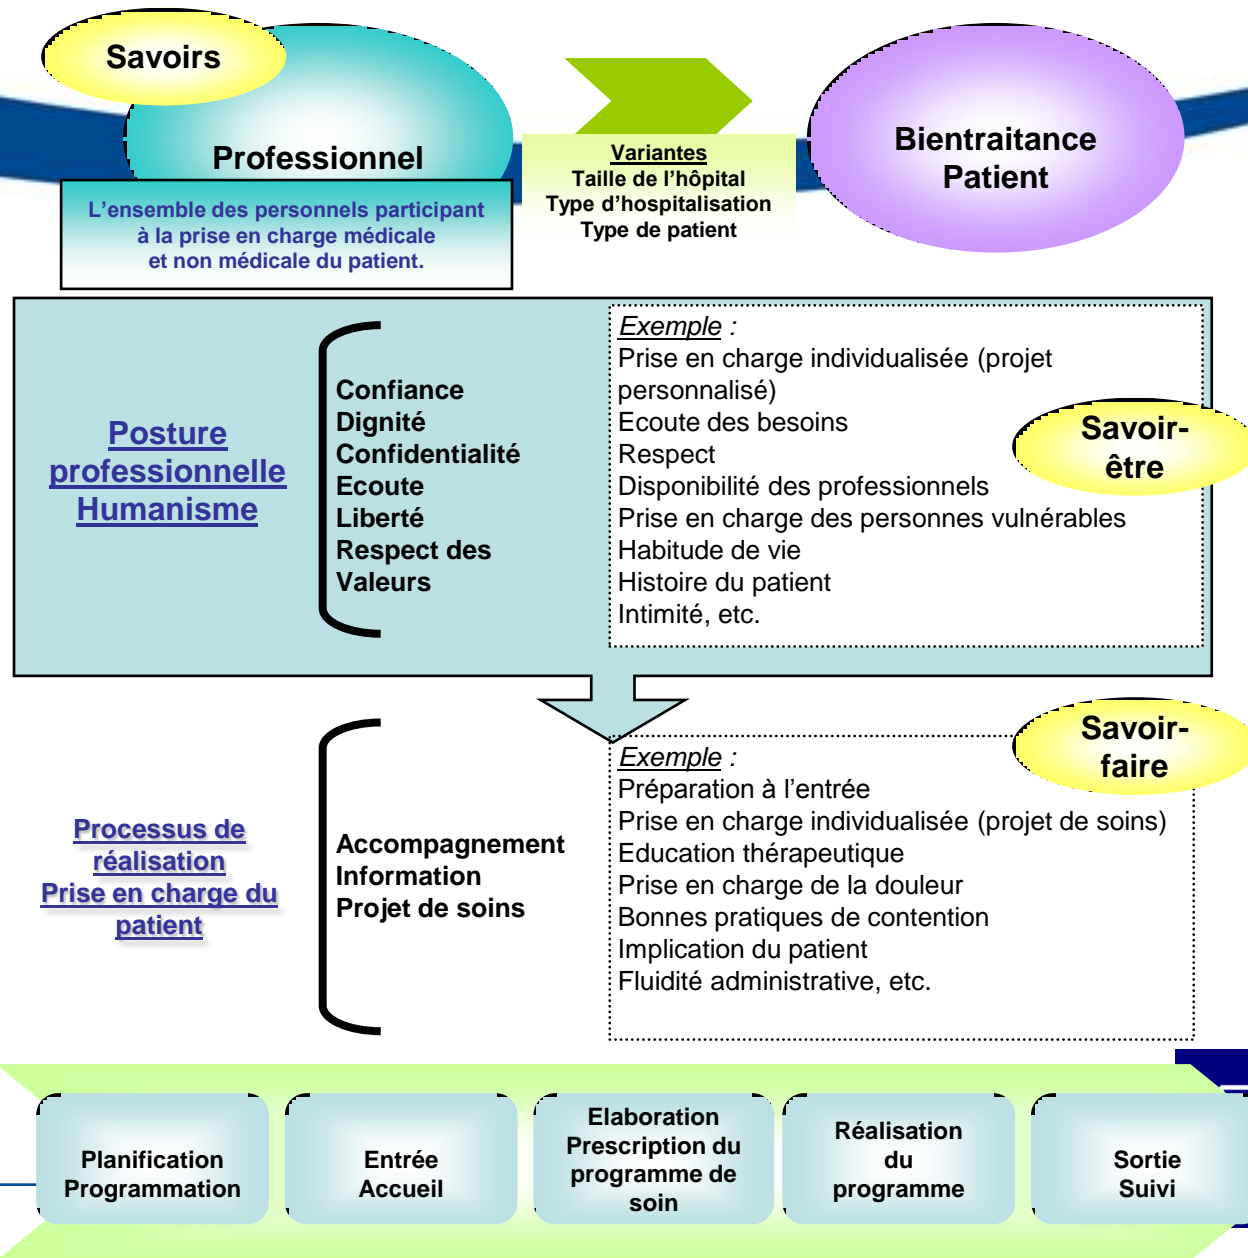 Savoirs
Professionnel
L'ensemble des personnels participant
à la prise en charge médicale
et non médicale du patient.
Variantes
Taille de l'hôpital
Type d'hospitalisation
Type de patient
Bientraitance
Patient
Posture
professionnelle
Humanisme
Confiance
Dignité
Confidentialité
Ecoute
Liberté
Respect des
Valeurs
Exemple :
Prise en charge individualisée (projet
personnalisé)
Ecoute des besoins
Respect
Disponibilité des professionnels
Prise en charge des personnes vulnérables
Habitude de vie
Histoire du patient
Intimité, etc.
Savoir-
être
Processus de
réalisation
Prise en charge du
patient
Accompagnement
Information
Projet de soins
Exemple :
Préparation à l'entrée
Prise en charge individualisée (projet de soins)
Education thérapeutique
Prise en charge de la douleur
Bonnes pratiques de contention
Implication du patient
Fluidité administrative, etc.
Savoir-
faire
Planification
Programmation
Entrée
Accueil
Elaboration
Prescription du
programme de
soin
Réalisation
du
programme
Sortie
Suivi